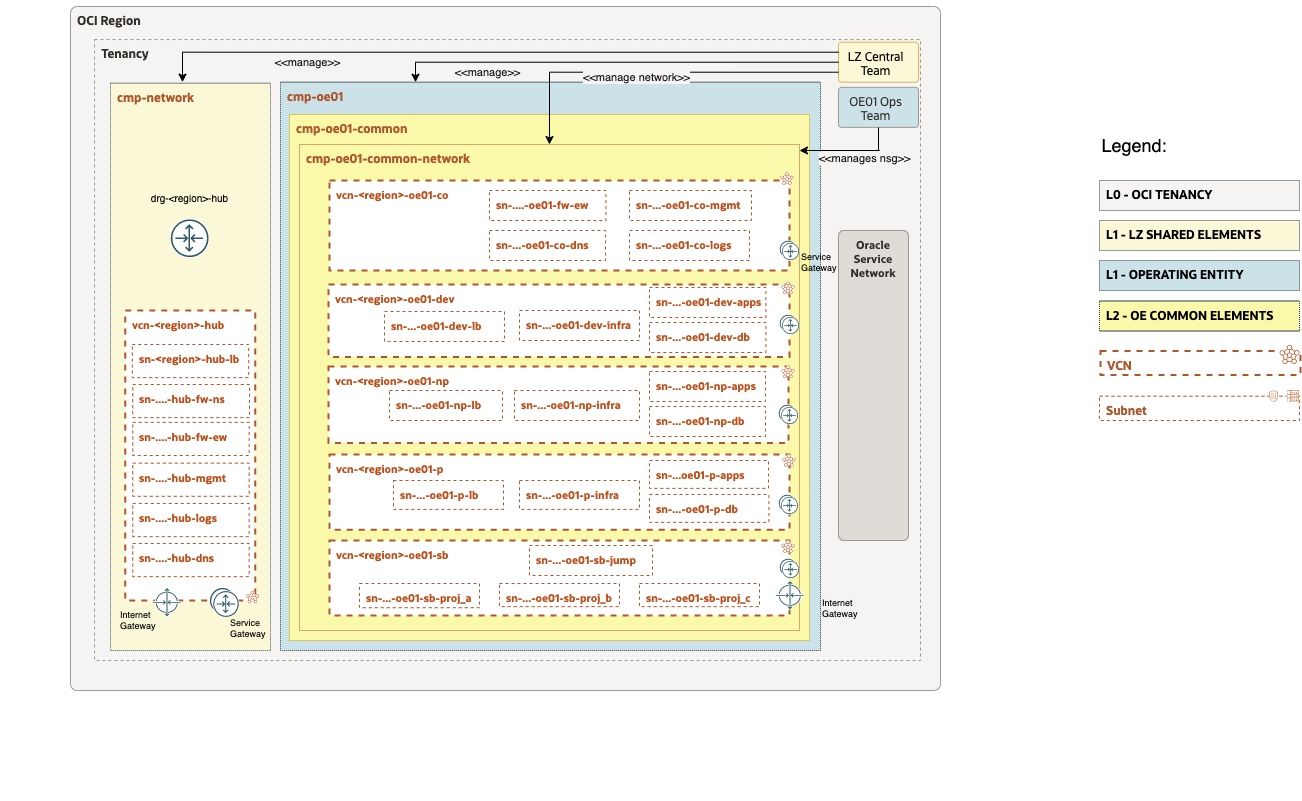 OCI Region
Tenancy
<<manage>>
<<manage>>
<<manage network>>
LZ Central
Team
OE01 Ops
Team
<<manages nsg>>
cmp-network
drg-<region>-hub
vcn-<region>-hub
sn-<region>-hub-lb
sn-...-hub-fw-ns
sn-...-hub-fw-ew
sn-...-hub-mgmt
sn-...-hub-logs
sn-...-hub-dns
Internet
Gateway
Service
Gateway
cmp-oe01
cmp-oe01-common
cmp-oe01-common-network
vcn-<region>-oe01-co
sn-....-oe01-fw-ew
sn-...-oe01-co-mgmt
sn-...-oe01-co-dns
sn-...-oe01-co-logs
Service
Gateway
vcn-<region>-oe01-dev
sn-...-oe01-dev-lb
sn-...-oe01-dev-infra
sn-...-oe01-dev-apps
sn-...-oe01-dev-db
vcn-<region>-oe01-np
sn-...-oe01-np-lb
sn-...-oe01-np-infra
sn-...-oe01-np-apps
sn-...-oe01-np-db
vcn-<region>-oe01-p
sn-...-oe01-p-lb
sn-...-oe01-p-infra
sn-...oe01-p-apps
sn-...-oe01-p-db
vcn-<region>-oe01-sb
sn-...-oe01-sb-jump
sn-...-oe01-sb-proj_a
sn-...-oe01-sb-proj_b
sn-...-oe01-sb-proj_c
Internet
Gateway
Oracle
Service
Network
Legend:
L0 - OCI TENANCY
L1 - LZ SHARED ELEMENTS
L1 - OPERATING ENTITY
L2 - OE COMMON ELEMENTS
VCN
Subnet